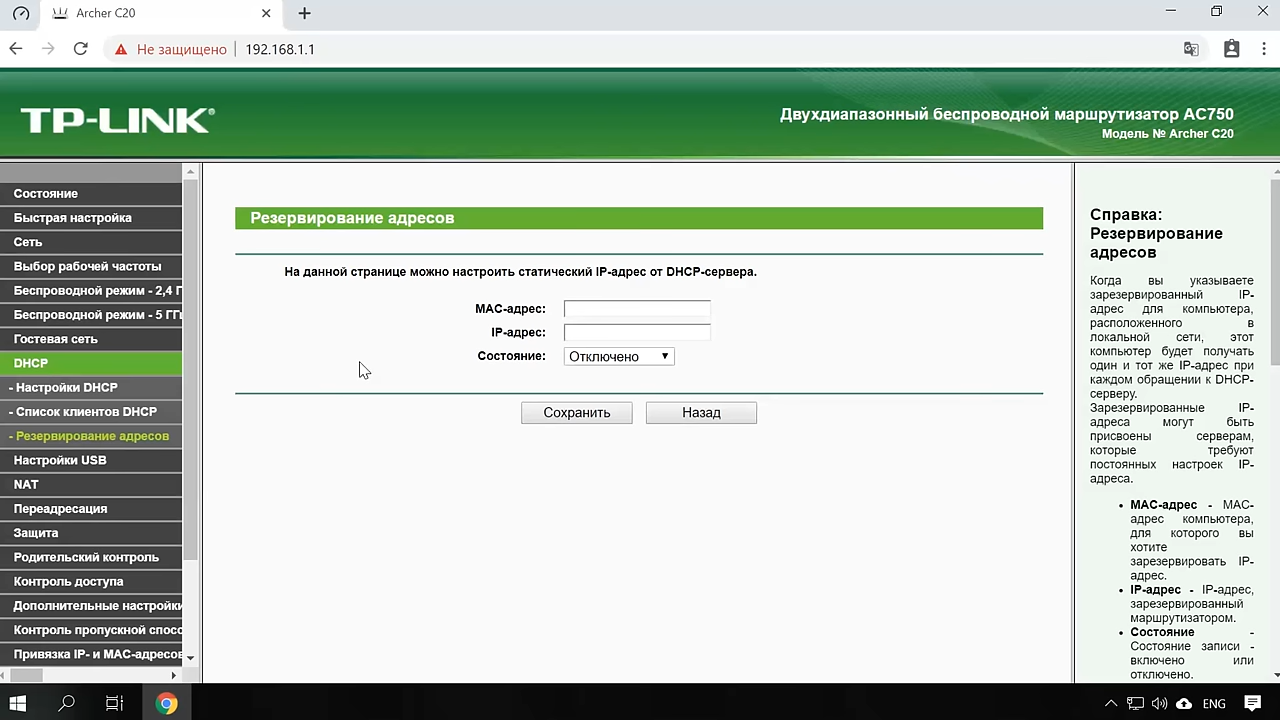 Archer C20
Не защищено
192.168.1.1
TP-LINK®
Двухдиапазонный беспроводной маршрутизатор AC750
Модель № Archer C20
Состояние
Быстрая настройка
Сеть
Выбор рабочей частоты
Беспроводной режим - 2,4 Г
Беспроводной режим - 5 ГГ
Гостевая сеть
DHCP
- Настройки DHCP
- Список клиентов DHCP
- Резервирование адресов
Настройки USB
NAT
Переадресация
Защита
Родительский контроль
Контроль доступа
Дополнительные настройки
Контроль пропускной спосо
Привязка IP- и MAC-адресов
Резервирование адресов
На данной странице можно настроить статический IP-адрес от DHCP-сервера.
MAC-адрес:
IP-адрес:
Состояние: Отключено
Сохранить Назад
Справка:
Резервирование
адресов
Когда вы указываете
зарезервированный IP-
адрес для компьютера,
расположенного в
локальной сети, этот
компьютер будет получать
один и тот же IP-адрес при
каждом обращении к DHCP-
серверу.
Зарезервированные IP-
адреса могут быть
присвоены серверам,
которые требуют
постоянных настроек IP-
адреса.
• MAC-адрес - MAC-
адрес компьютера,
для которого вы
хотите
зарезервировать IP-
адрес.
• IP-адрес - IP-адрес,
зарезервированный
маршрутизатором.
• Состояние -
Состояние записи -
включено или
отключено.
ENG